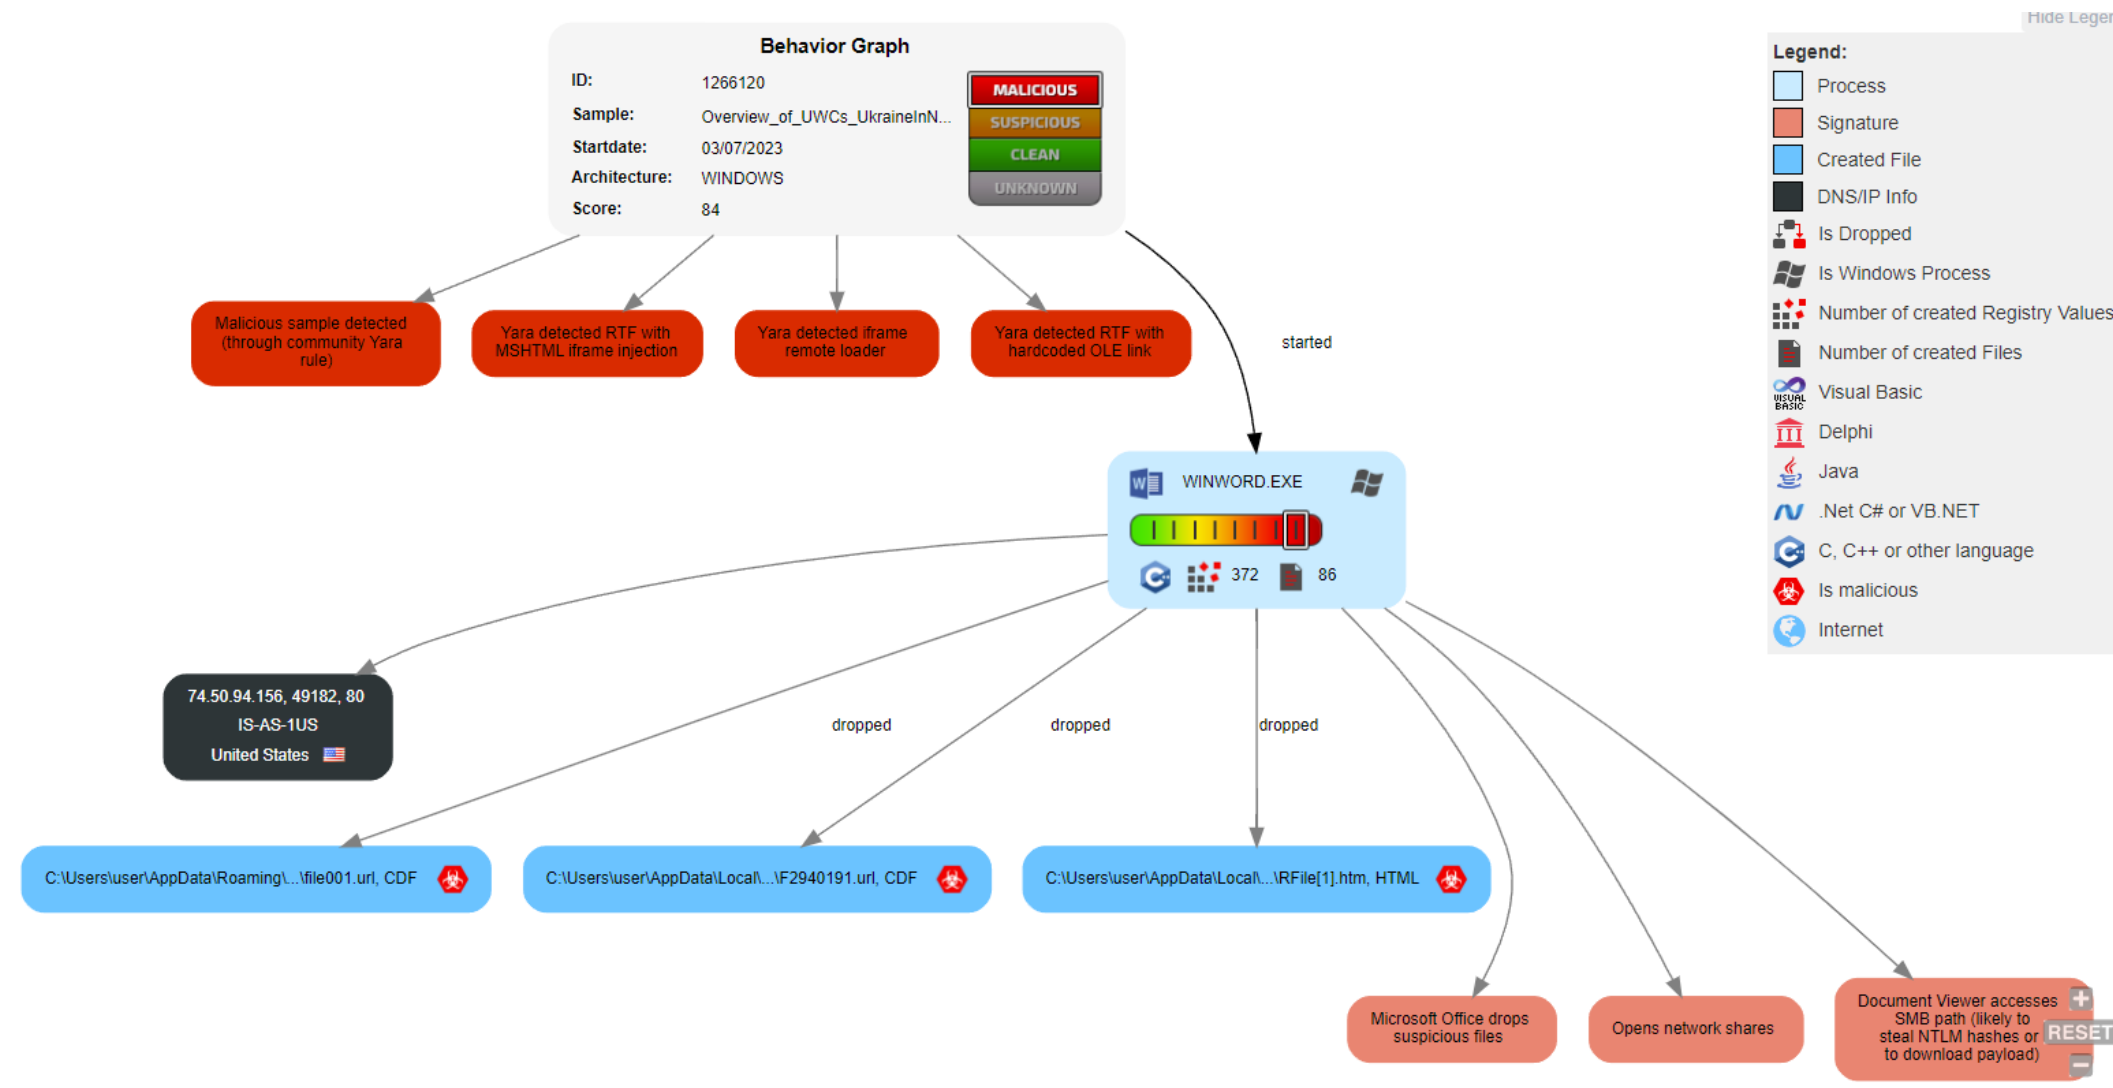 Hide Legen
Behavior Graph
ID: 1266120
Sample: Overview_of_UWCs_UkraineInN...
Startdate: 03/07/2023
Architecture: WINDOWS
Score: 84
MALICIOUS
SUSPICIOUS
CLEAN
UNKNOWN
Legend:
Process
Signature
Created File
DNS/IP Info
Is Dropped
Is Windows Process
Number of created Registry Values
Number of created Files
VISUAL
BASIC
Visual Basic
Delphi
Java
.Net C# or VB.NET
C, C++ or other language
Is malicious
Internet
Malicious sample detected
(through community Yara
rule)
Yara detected RTF with
MSHTML iframe injection
Yara detected iframe
remote loader
Yara detected RTF with
hardcoded OLE link
started
WINWORD.EXE
372
86
74.50.94.156, 49182, 80
IS-AS-1US
United States
dropped
dropped
dropped
C:\Users\user\AppData\Roaming\...\file001.url, CDF
C:\Users\user\AppData\Local\...\F2940191.url, CDF
C:\Users\user\AppData\Local\...\RFile[1].htm, HTML
Microsoft Office drops
suspicious files
Opens network shares
Document Viewer accesses
SMB path (likely to
steal NTLM hashes or
to download payload)
RESET